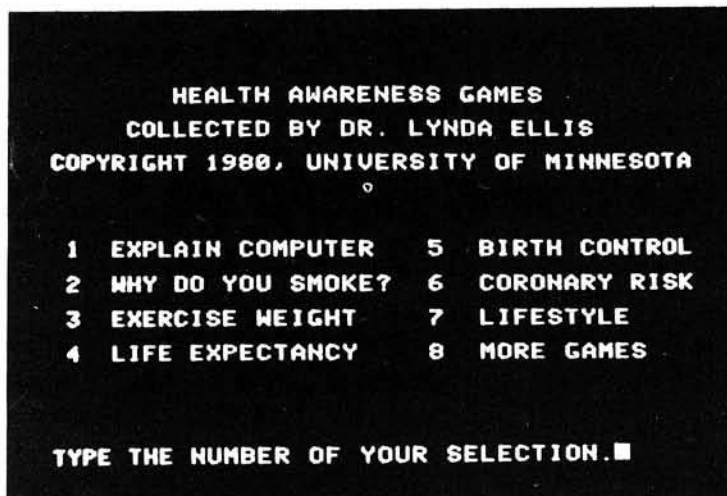 HEALTH AWARENESS GAMES
COLLECTED BY DR. LYNDA ELLIS
COPYRIGHT 1980, UNIVERSITY OF MINNESOTA
1 EXPLAIN COMPUTER 5 BIRTH CONTROL
2 WHY DO YOU SMOKE? 6 CORONARY RISK
3 EXERCISE WEIGHT 7 LIFESTYLE
4 LIFE EXPECTANCY 8 MORE GAMES
TYPE THE NUMBER OF YOUR SELECTION.